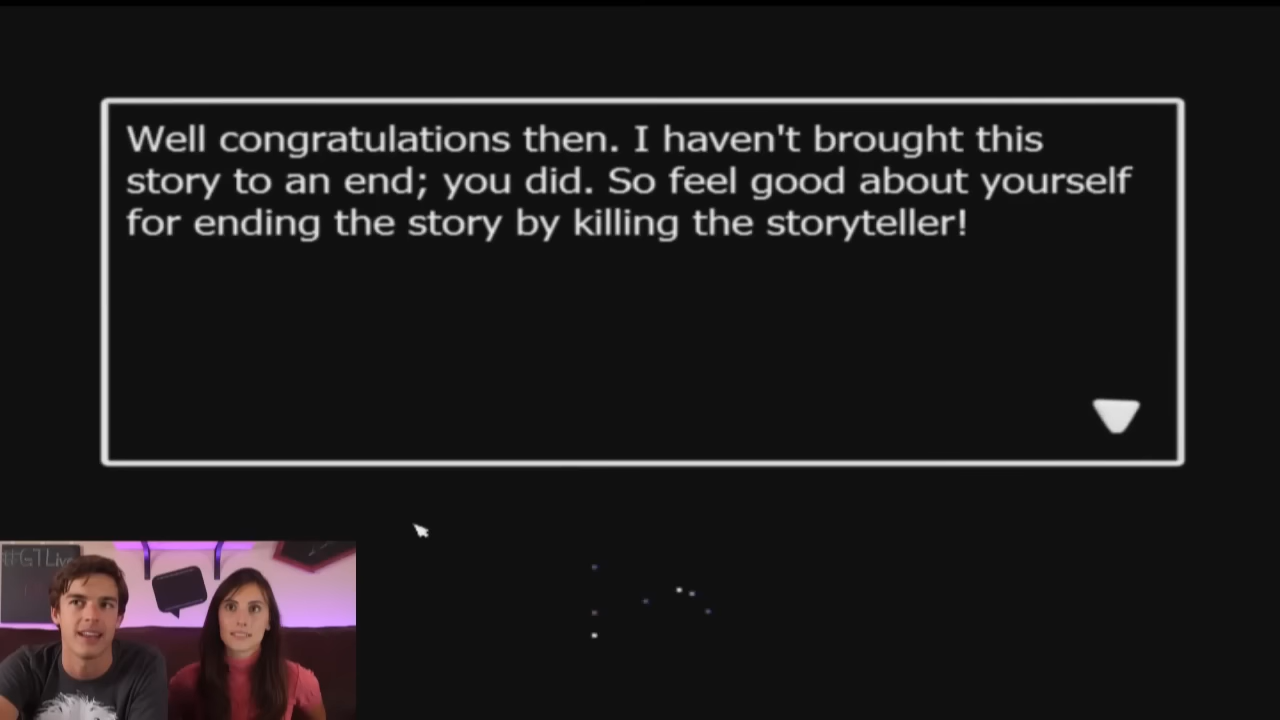 Well congratulations then. I haven't brought this
story to an end; you did. So feel good about yourself
for ending the story by killing the storyteller!
#GTLive